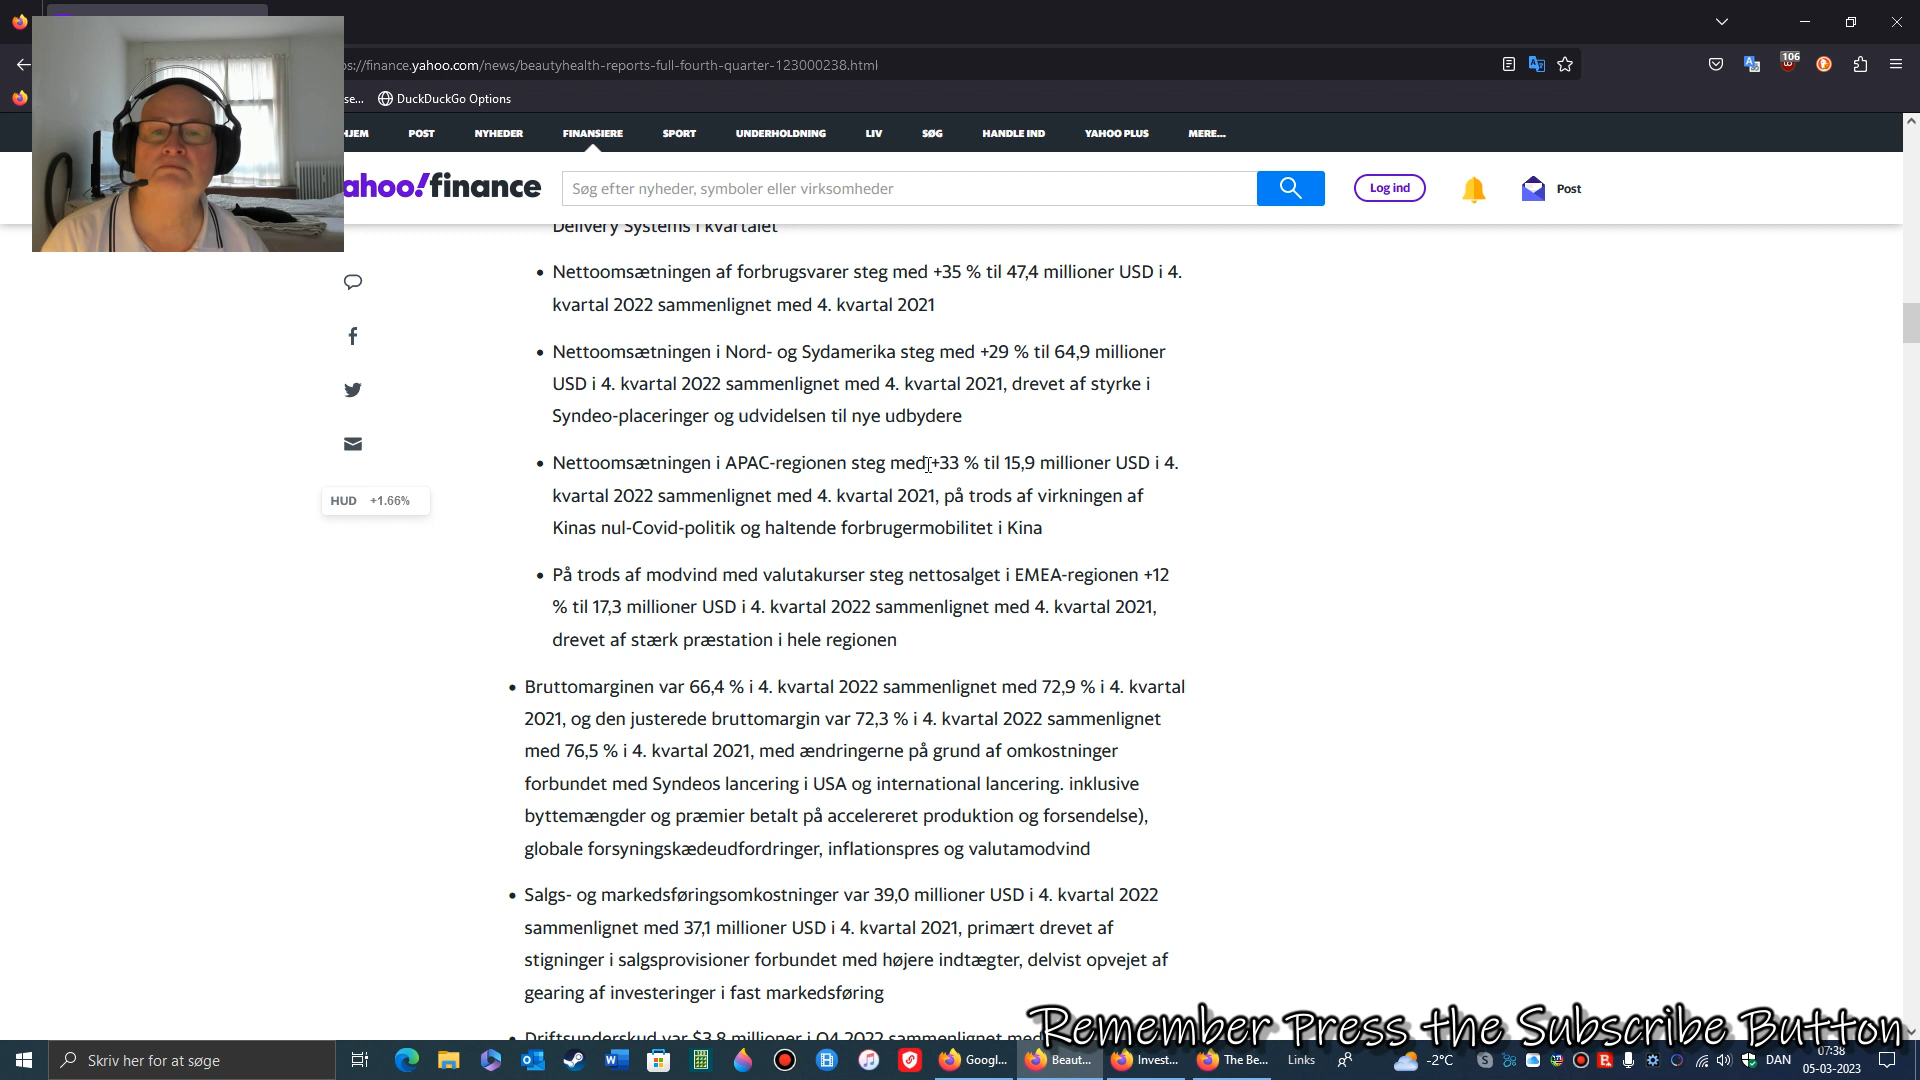 ps://finance.yahoo.com/news/beautyhealth-reports-full-fourth-quarter-123000238.html
106
se... DuckDuckGo Options
HJEM POST NYHEDER FINANSIERE SPORT UNDERHOLDNING LIV SØG HANDLE IND YAHOO PLUS MERE...
ahoo!finance Søg efter nyheder, symboler eller virksomheder Log ind Post
Delivery Systems i kvartalet
• Nettoomsætningen af forbrugsvarer steg med +35 % til 47,4 millioner USD i 4.
kvartal 2022 sammenlignet med 4. kvartal 2021
• Nettoomsætningen i Nord- og Sydamerika steg med +29 % til 64,9 millioner
USD i 4. kvartal 2022 sammenlignet med 4. kvartal 2021, drevet af styrke i
Syndeo-placeringer og udvidelsen til nye udbydere
• Nettoomsætningen i APAC-regionen steg med +33 % til 15,9 millioner USD i 4.
kvartal 2022 sammenlignet med 4. kvartal 2021, på trods af virkningen af
Kinas nul-Covid-politik og haltende forbrugermobilitet i Kina
HUD +1.66%
• På trods af modvind med valutakurser steg nettosalget i EMEA-regionen +12
% til 17,3 millioner USD i 4. kvartal 2022 sammenlignet med 4. kvartal 2021,
drevet af stærk præstation i hele regionen
• Bruttomarginen var 66,4 % i 4. kvartal 2022 sammenlignet med 72,9 % i 4. kvartal
2021, og den justerede bruttomargin var 72,3 % i 4. kvartal 2022 sammenlignet
med 76,5 % i 4. kvartal 2021, med ændringerne på grund af omkostninger
forbundet med Syndeos lancering i USA og international lancering. inklusive
byttemængder og præmier betalt på accelereret produktion og forsendelse),
globale forsyningskædeudfordringer, inflationspres og valutamodvind
• Salgs- og markedsføringsomkostninger var 39,0 millioner USD i 4. kvartal 2022
sammenlignet med 37,1 millioner USD i 4. kvartal 2021, primært drevet af
stigninger i salgsprovisioner forbundet med højere indtægter, delvist opvejet af
gearing af investeringer i fast markedsføring
• Driftsunderskud var $3,8 millioner i Q4 2022 sammenlignet med
Remember Press the Subscribe Button
Skriv her for at søge Googl... Beaut... Invest... The Be... Links -2°C DAN 07:38
05-03-2023